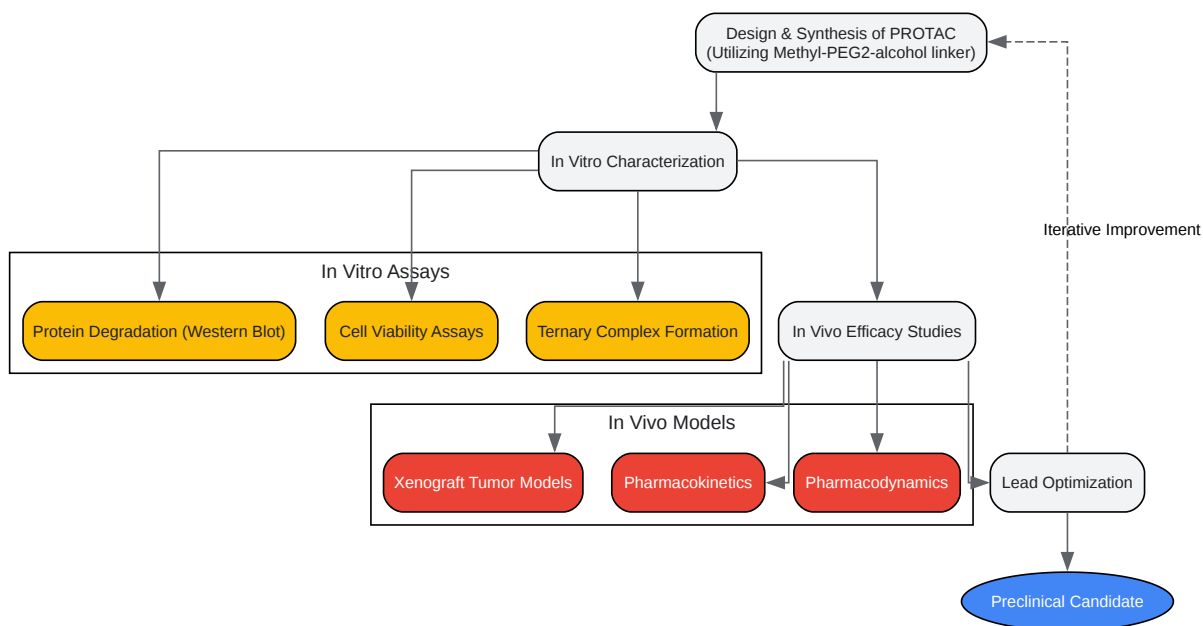 Design & Synthesis of PROTAC
(Utilizing Methyl-PEG2-alcohol linker)
In Vitro Characterization
Iterative Improvement
In Vitro Assays
Protein Degradation (Western Blot)
Cell Viability Assays
Ternary Complex Formation
In Vivo Efficacy Studies
In Vivo Models
Xenograft Tumor Models
Pharmacokinetics
Pharmacodynamics
Lead Optimization
Preclinical Candidate